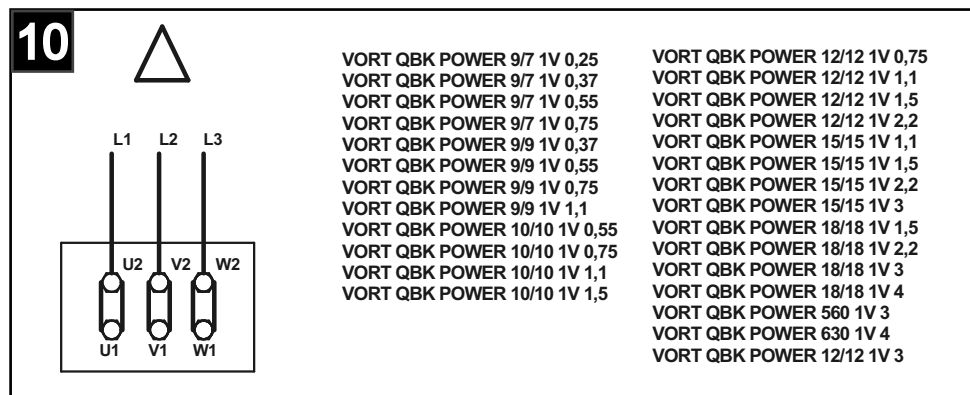 10
L1 L2 L3
U2 V2 W2
U1 V1 W1
VORT QBK POWER 9/7 1V 0,25
VORT QBK POWER 9/7 1V 0,37
VORT QBK POWER 9/7 1V 0,55
VORT QBK POWER 9/7 1V 0,75
VORT QBK POWER 9/9 1V 0,37
VORT QBK POWER 9/9 1V 0,55
VORT QBK POWER 9/9 1V 0,75
VORT QBK POWER 9/9 1V 1,1
VORT QBK POWER 10/10 1V 0,55
VORT QBK POWER 10/10 1V 0,75
VORT QBK POWER 10/10 1V 1,1
VORT QBK POWER 10/10 1V 1,5
VORT QBK POWER 12/12 1V 0,75
VORT QBK POWER 12/12 1V 1,1
VORT QBK POWER 12/12 1V 1,5
VORT QBK POWER 12/12 1V 2,2
VORT QBK POWER 15/15 1V 1,1
VORT QBK POWER 15/15 1V 1,5
VORT QBK POWER 15/15 1V 2,2
VORT QBK POWER 15/15 1V 3
VORT QBK POWER 18/18 1V 1,5
VORT QBK POWER 18/18 1V 2,2
VORT QBK POWER 18/18 1V 3
VORT QBK POWER 18/18 1V 4
VORT QBK POWER 560 1V 3
VORT QBK POWER 630 1V 4
VORT QBK POWER 12/12 1V 3